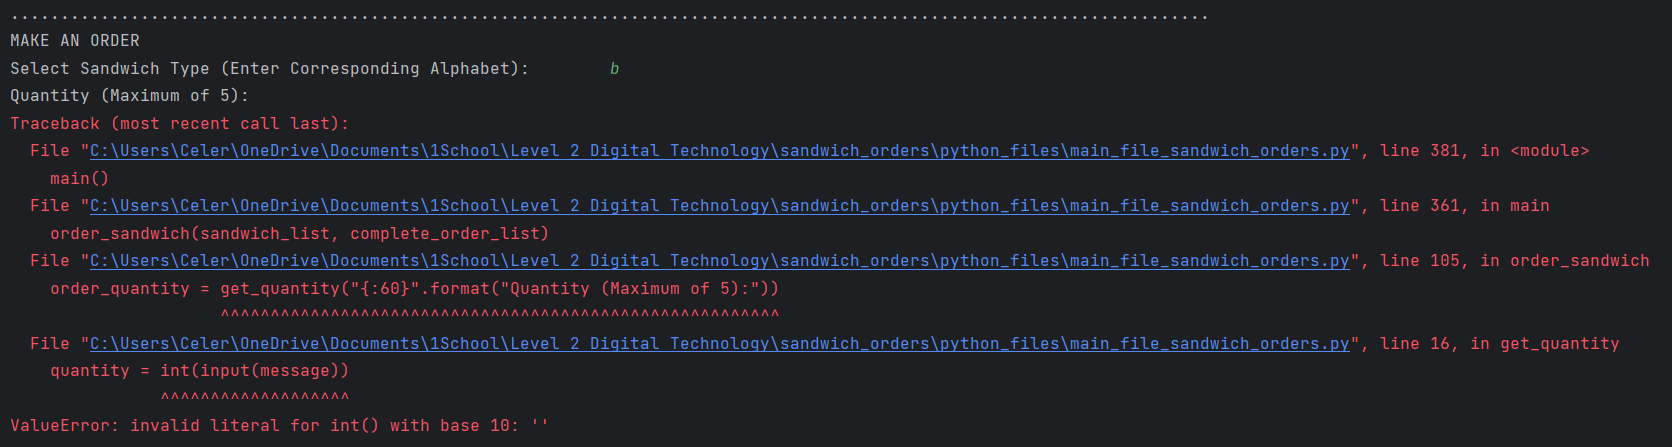 ........................................................................................................................
MAKE AN ORDER
Select Sandwich Type (Enter Corresponding Alphabet):        b
Quantity (Maximum of 5):
Traceback (most recent call last):
  File "C:\Users\Celer\OneDrive\Documents\1School\Level 2 Digital Technology\sandwich_orders\python_files\main_file_sandwich_orders.py", line 381, in <module>
    main()
  File "C:\Users\Celer\OneDrive\Documents\1School\Level 2 Digital Technology\sandwich_orders\python_files\main_file_sandwich_orders.py", line 361, in main
    order_sandwich(sandwich_list, complete_order_list)
  File "C:\Users\Celer\OneDrive\Documents\1School\Level 2 Digital Technology\sandwich_orders\python_files\main_file_sandwich_orders.py", line 105, in order_sandwich
    order_quantity = get_quantity("{:60}".format("Quantity (Maximum of 5):"))
                     ^^^^^^^^^^^^^^^^^^^^^^^^^^^^^^^^^^^^^^^^^^^^^^^^^^^^^^^^
  File "C:\Users\Celer\OneDrive\Documents\1School\Level 2 Digital Technology\sandwich_orders\python_files\main_file_sandwich_orders.py", line 16, in get_quantity
    quantity = int(input(message))
               ^^^^^^^^^^^^^^^^^^^
ValueError: invalid literal for int() with base 10: ''